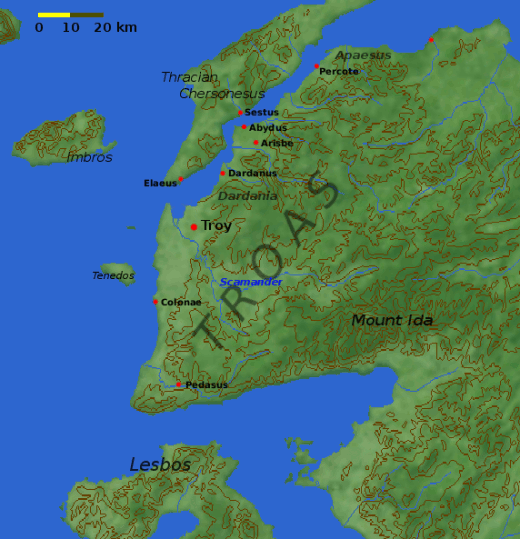 0 10 20 km
Apaesus
Percote
Thracian
Chersonesus
Sestus
Abydus
Arisbe
Imbros
Dardanus
Elaeus
Dardania
Troy
TROAS
Tenedos
Scamander
Colonae
Mount Ida
Pedasus
Lesbos